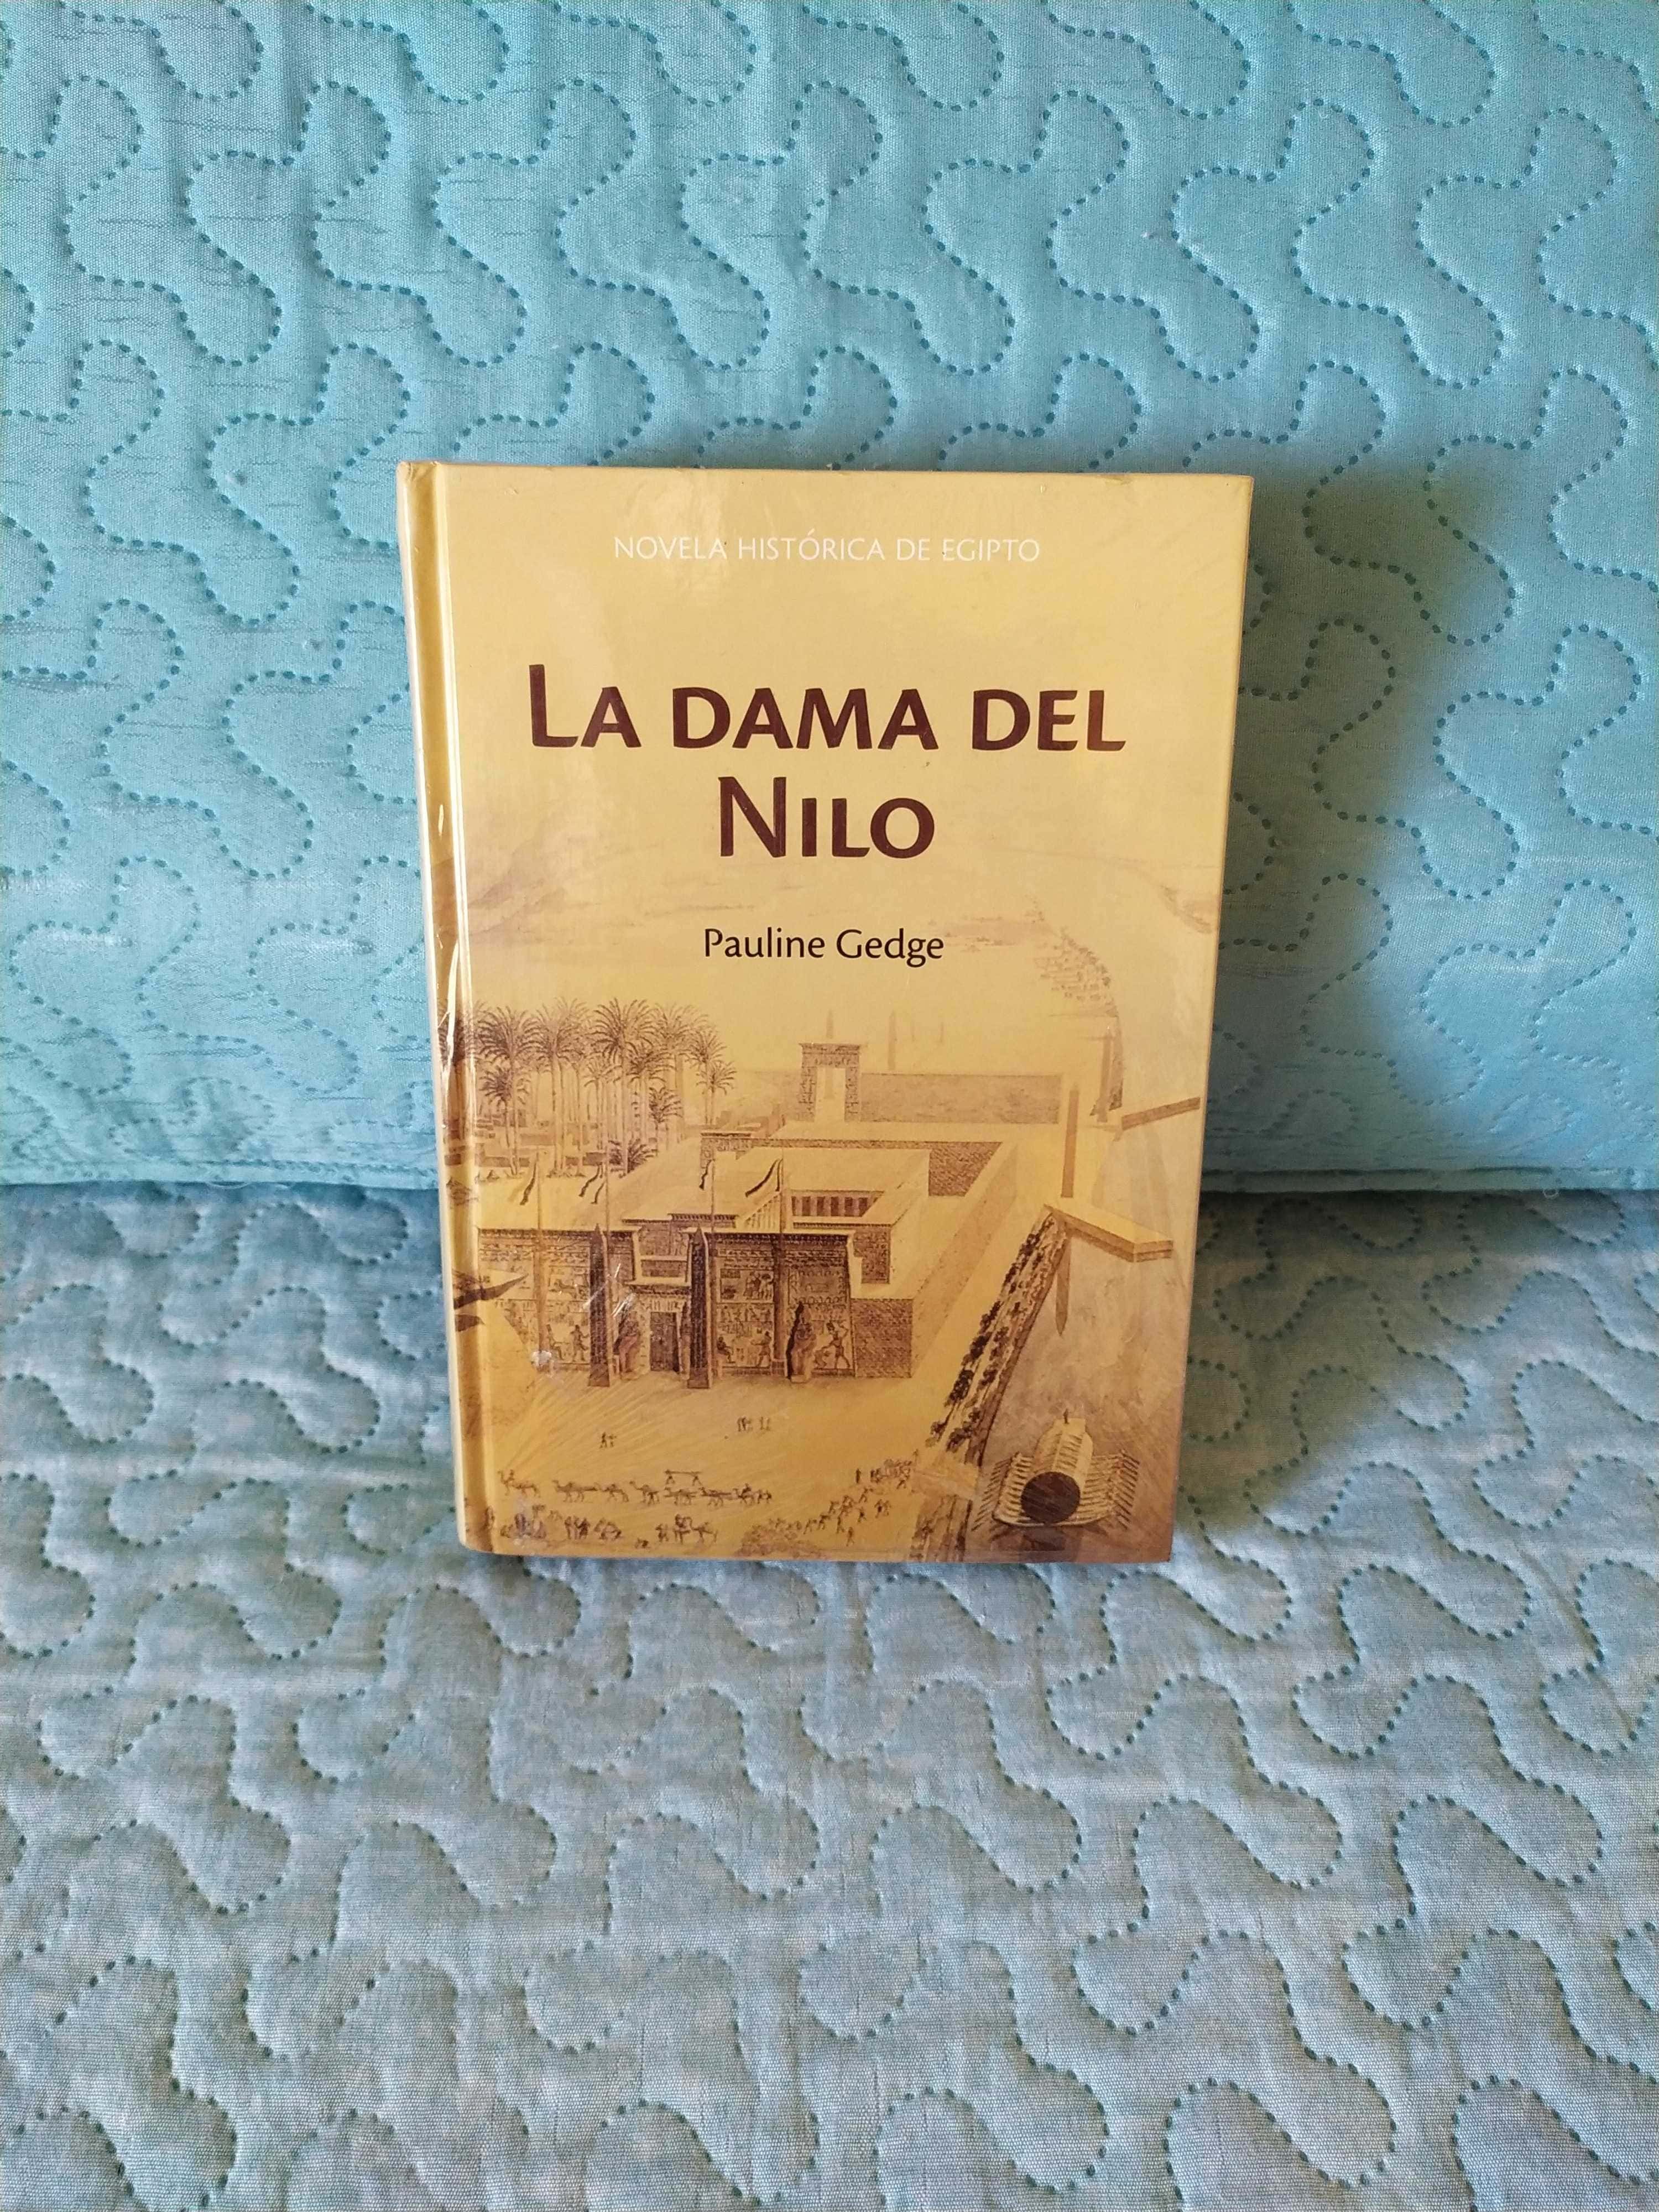 NOVELA HISTÓRICA DE EGIPTO
LA DAMA DEL
NILO
Pauline Gedge